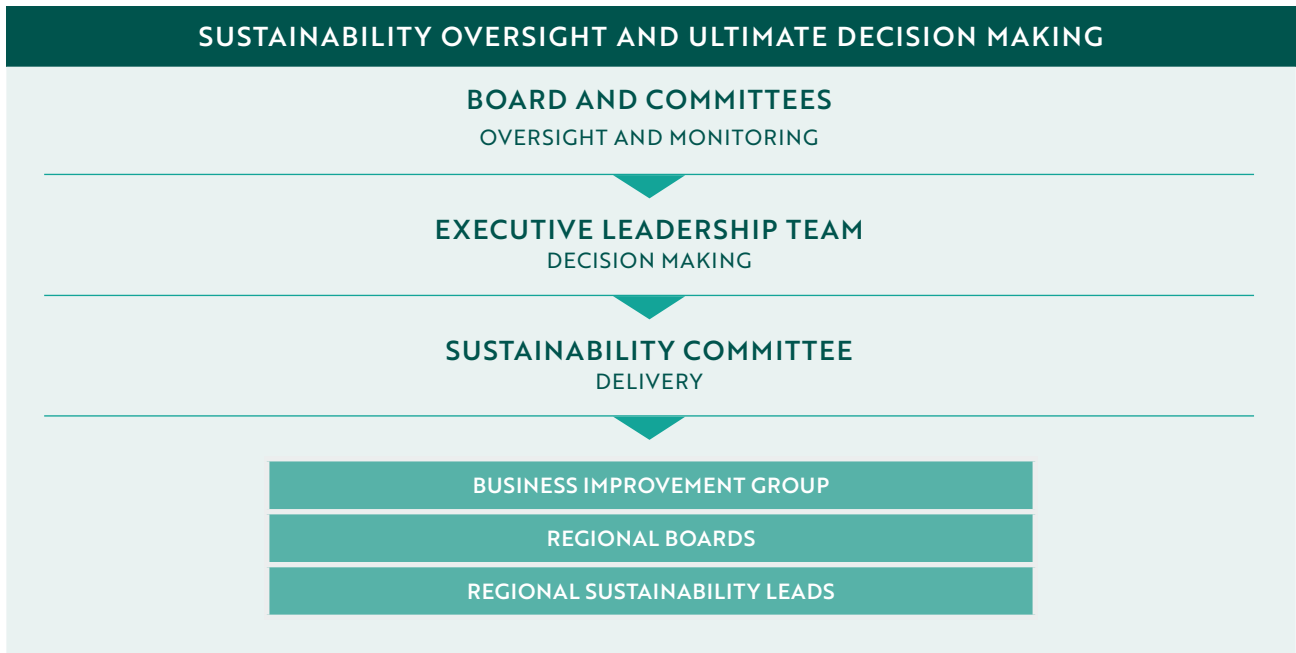 SUSTAINABILITY OVERSIGHT AND ULTIMATE DECISION MAKING
BOARD AND COMMITTEES
OVERSIGHT AND MONITORING
EXECUTIVE LEADERSHIP TEAM
DECISION MAKING
SUSTAINABILITY COMMITTEE
DELIVERY
BUSINESS IMPROVEMENT GROUP
REGIONAL BOARDS
REGIONAL SUSTAINABILITY LEADS